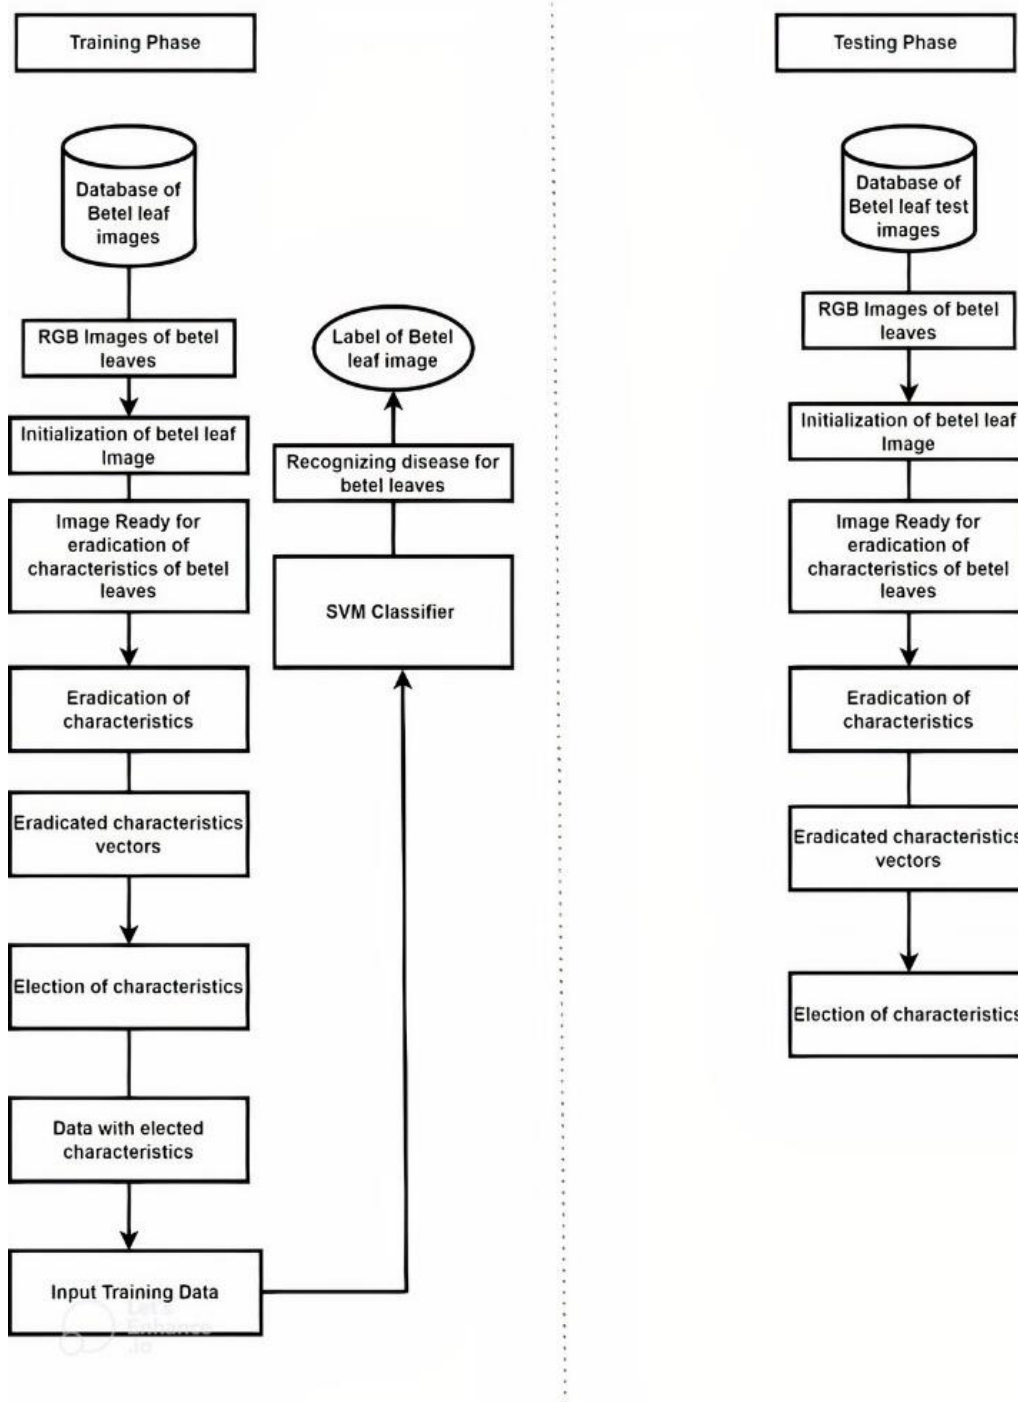 Training Phase
Database of
Betel leaf
images
RGB Images of betel
leaves
Initialization of betel leaf
Image
Image Ready for
eradication of
characteristics of betel
leaves
Eradication of
characteristics
Eradicated characteristics
vectors
Election of characteristics
Data with elected
characteristics
Input Training Data
Let's
Enhance
.io
SVM Classifier
Recognizing disease for
betel leaves
Label of Betel
leaf image
Testing Phase
Database of
Betel leaf test
images
RGB Images of betel
leaves
Initialization of betel leaf
Image
Image Ready for
eradication of
characteristics of betel
leaves
Eradication of
characteristics
Eradicated characteristics
vectors
Election of characteristics